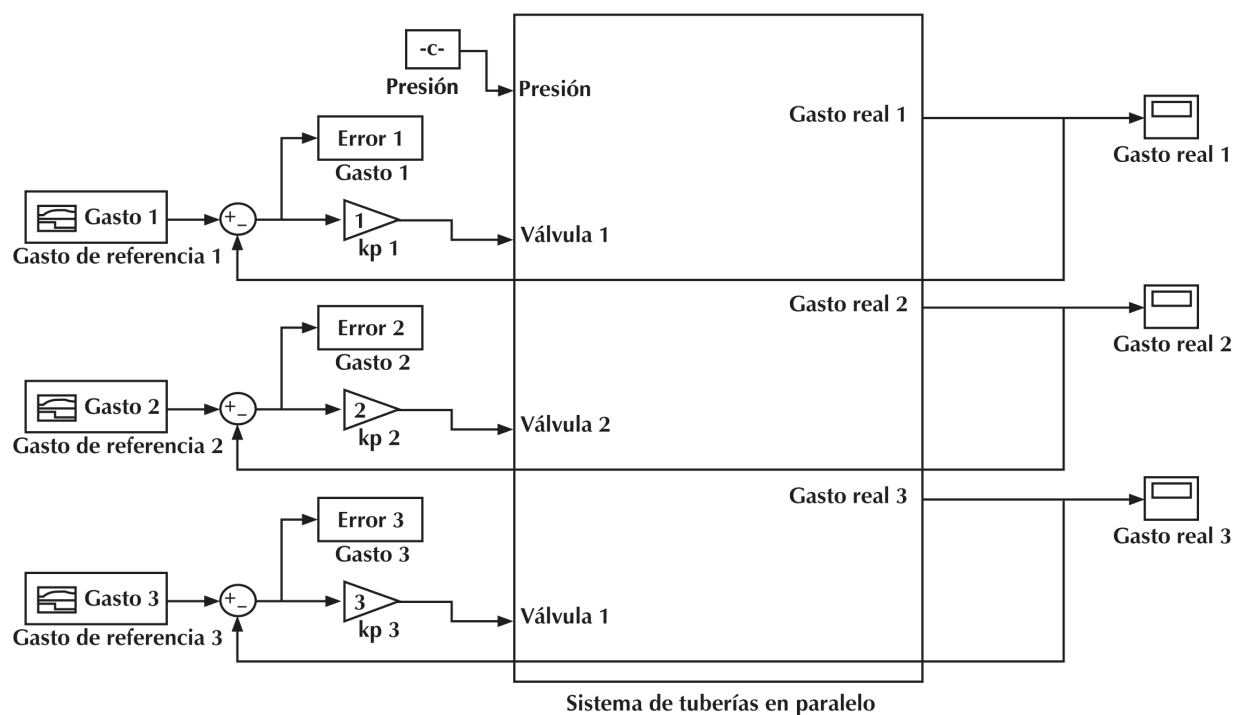 -c-
Presión
Presión
Gasto real 1
Gasto real 1
Error 1
Gasto 1
Gasto 1
Gasto de referencia 1
+
-
1
kp 1
Válvula 1
Gasto real 2
Gasto real 2
Error 2
Gasto 2
Gasto 2
Gasto de referencia 2
+
-
2
kp 2
Válvula 2
Gasto real 3
Gasto real 3
Error 3
Gasto 3
Gasto 3
Gasto de referencia 3
+
-
3
kp 3
Válvula 1
Sistema de tuberías en paralelo